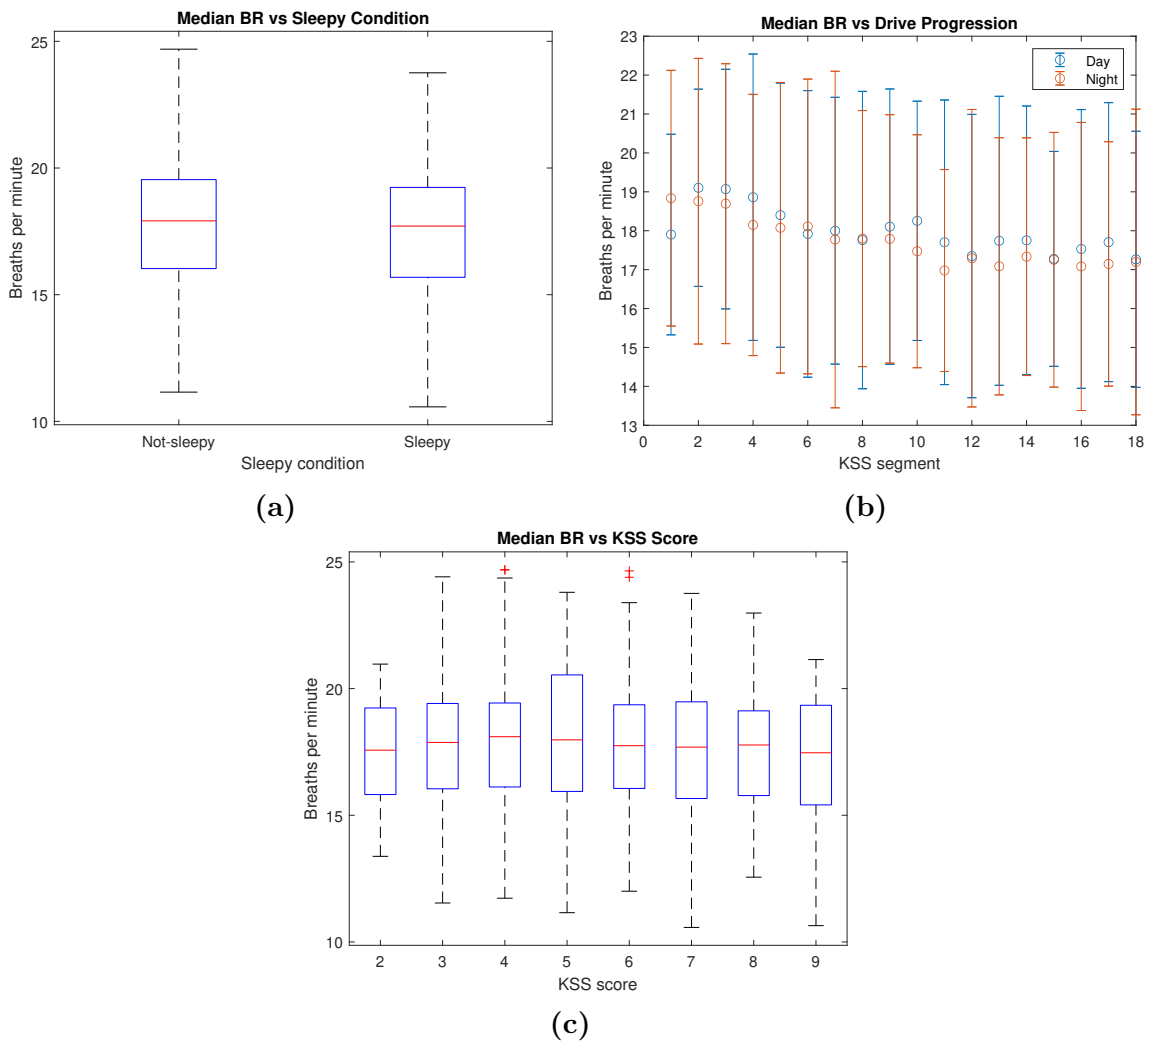 Median BR vs Sleepy Condition
25
20
15
10
Breaths per minute
Not-sleepy
Sleepy
Sleepy condition
(a)
Median BR vs Drive Progression
23
22
21
20
19
18
17
16
15
14
13
Breaths per minute
Day
Night
0 2 4 6 8 10 12 14 16 18
KSS segment
(b)
Median BR vs KSS Score
25
20
15
10
Breaths per minute
2 3 4 5 6 7 8 9
KSS score
(c)